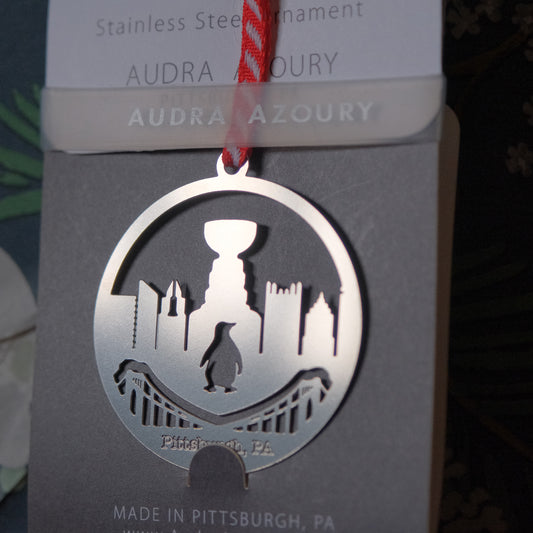 Stainless Steel Ornament
AUDRA AZOURY
AUDRA AZOURY
Pittsburgh, PA
MADE IN PITTSBURGH, PA